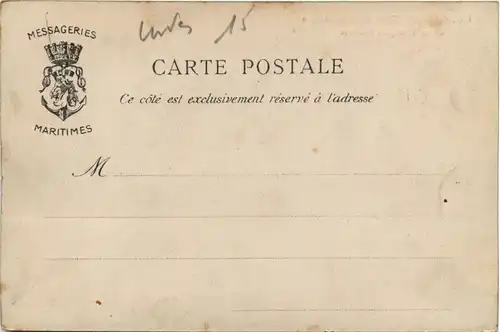 15
MESSAGERIES
MARITIMES
CARTE POSTALE
Ce côté est exclusivement réservé à l'adresse
M